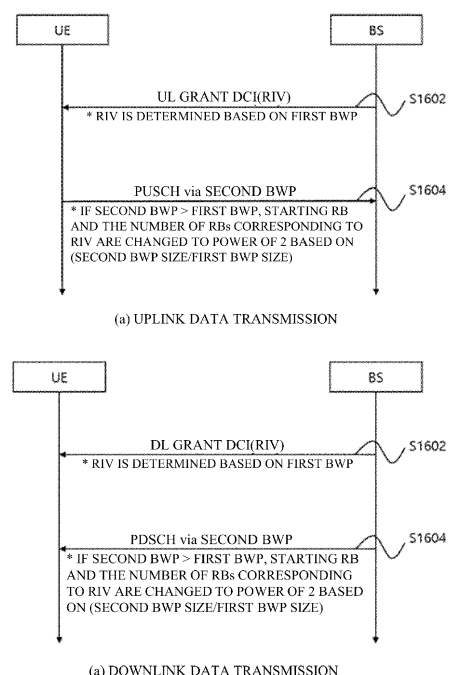 UE
BS
UL GRANT DCI(RIV)
S1602
* RIV IS DETERMINED BASED ON FIRST BWP
PUSCH via SECOND BWP
S1604
* IF SECOND BWP > FIRST BWP, STARTING RB
AND THE NUMBER OF RBs CORRESPONDING TO
RIV ARE CHANGED TO POWER OF 2 BASED ON
(SECOND BWP SIZE/FIRST BWP SIZE)
(a) UPLINK DATA TRANSMISSION
UE
BS
DL GRANT DCI(RIV)
S1602
* RIV IS DETERMINED BASED ON FIRST BWP
PDSCH via SECOND BWP
S1604
* IF SECOND BWP > FIRST BWP, STARTING RB
AND THE NUMBER OF RBs CORRESPONDING
TO RIV ARE CHANGED TO POWER OF 2 BASED
ON (SECOND BWP SIZE/FIRST BWP SIZE)
(a) DOWNLINK DATA TRANSMISSION